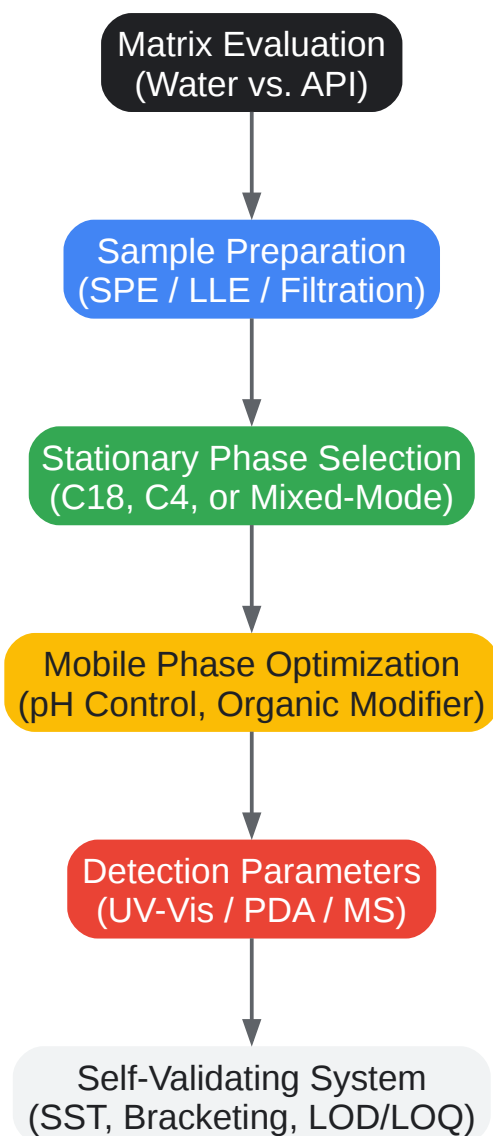 Matrix Evaluation
(Water vs. API)
Sample Preparation
(SPE / LLE / Filtration)
Stationary Phase Selection
(C18, C4, or Mixed-Mode)
Mobile Phase Optimization
(pH Control, Organic Modifier)
Detection Parameters
(UV-Vis / PDA / MS)
Self-Validating System
(SST, Bracketing, LOD/LOQ)